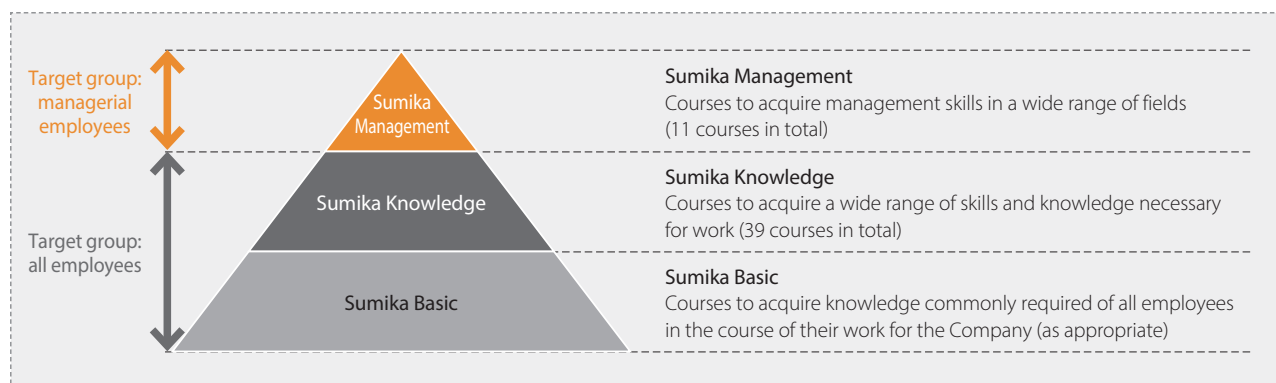 Target group:
managerial
employees
Sumika
Management
Sumika Management
Courses to acquire management skills in a wide range of fields
(11 courses in total)
Target group:
all employees
Sumika Knowledge
Sumika Knowledge
Courses to acquire a wide range of skills and knowledge necessary
for work (39 courses in total)
Sumika Basic
Sumika Basic
Courses to acquire knowledge commonly required of all employees
in the course of their work for the Company (as appropriate)